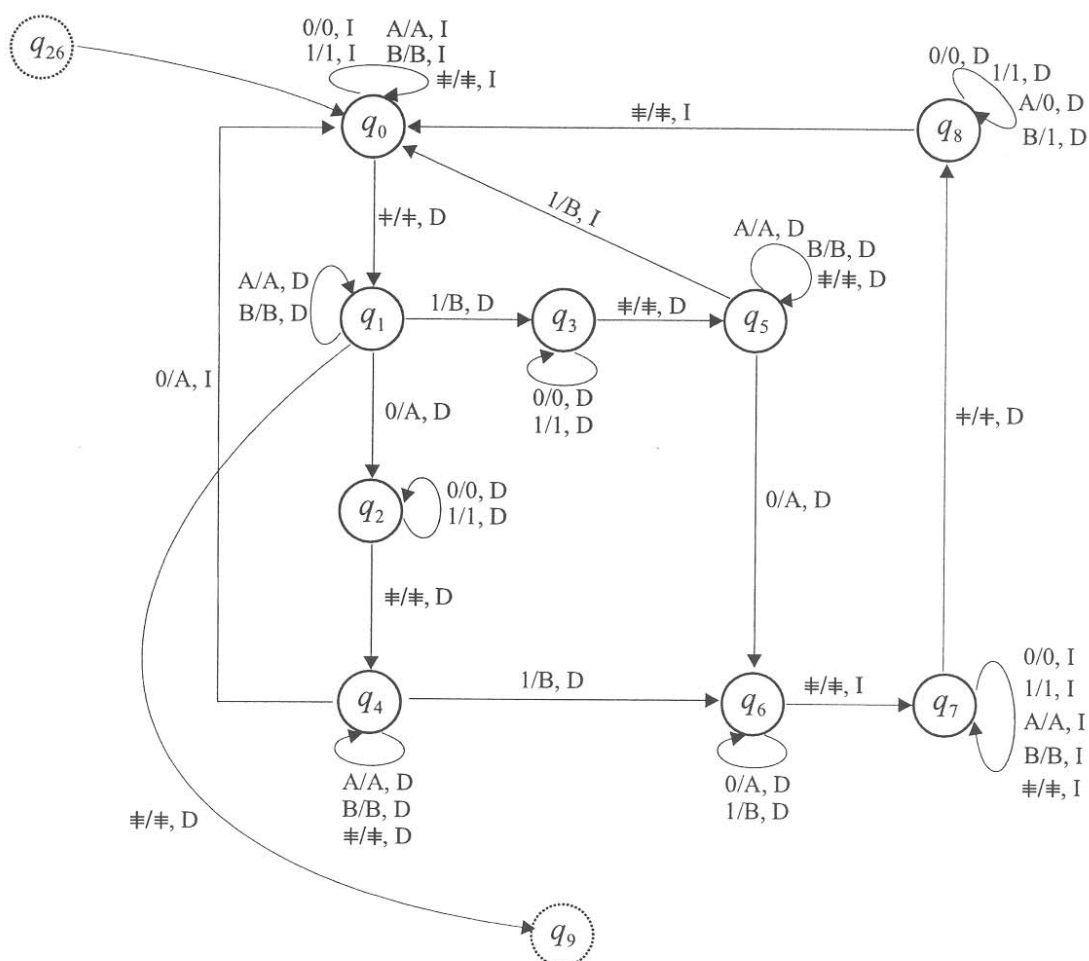 q26
0/0, I
1/1, I
A/A, I
B/B, I
⋕/⋕, I
q0
⋕/⋕, I
0/0, D
1/1, D
A/0, D
B/1, D
q8
ǂ/ǂ, D
1/B, I
A/A, D
B/B, D
⋕/⋕, D
A/A, D
B/B, D
q1
1/B, D
q3
⋕/⋕, D
q5
0/A, I
0/0, D
1/1, D
0/A, D
ǂ/ǂ, D
q2
0/0, D
1/1, D
0/A, D
⋕/⋕, D
q4
1/B, D
q6
⋕/⋕, I
q7
0/0, I
1/1, I
A/A, I
B/B, I
⋕/⋕, I
A/A, D
B/B, D
⋕/⋕, D
0/A, D
1/B, D
⋕/⋕, D
q9